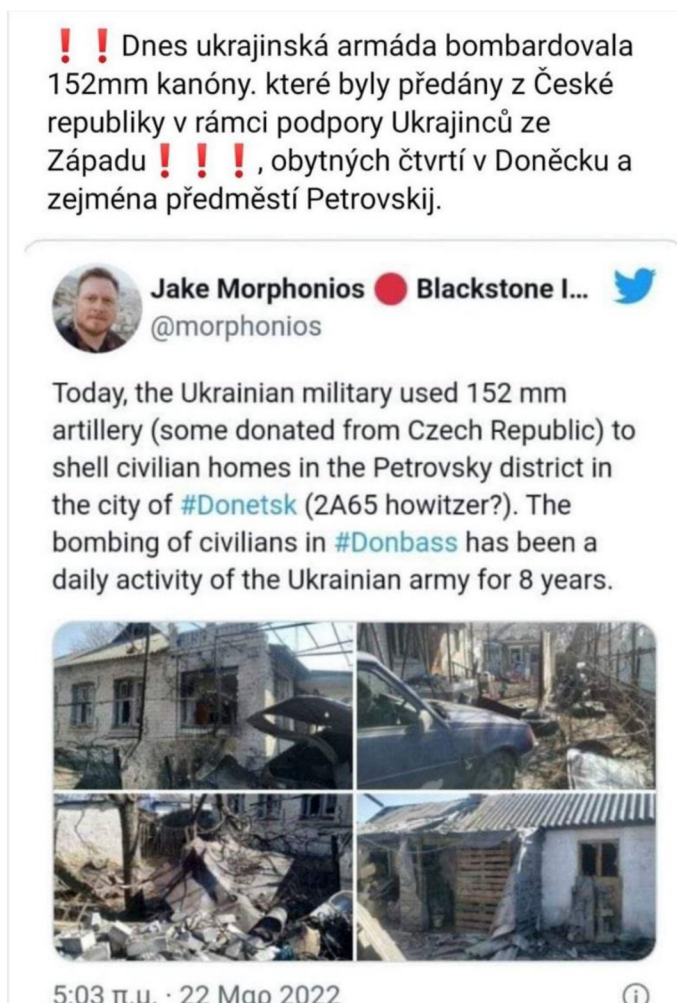 ❗❗Dnes ukrajinská armáda bombardovala
152mm kanóny. které byly předány z České
republiky v rámci podpory Ukrajinců ze
Západu❗❗❗, obytných čtvrtí v Doněcku a
zejména předměstí Petrovskij.
Jake Morphonios 🔴 Blackstone I...
@morphonios
Today, the Ukrainian military used 152 mm
artillery (some donated from Czech Republic) to
shell civilian homes in the Petrovsky district in
the city of #Donetsk (2A65 howitzer?). The
bombing of civilians in #Donbass has been a
daily activity of the Ukrainian army for 8 years.
5:03 π.μ. · 22 Μαρ 2022